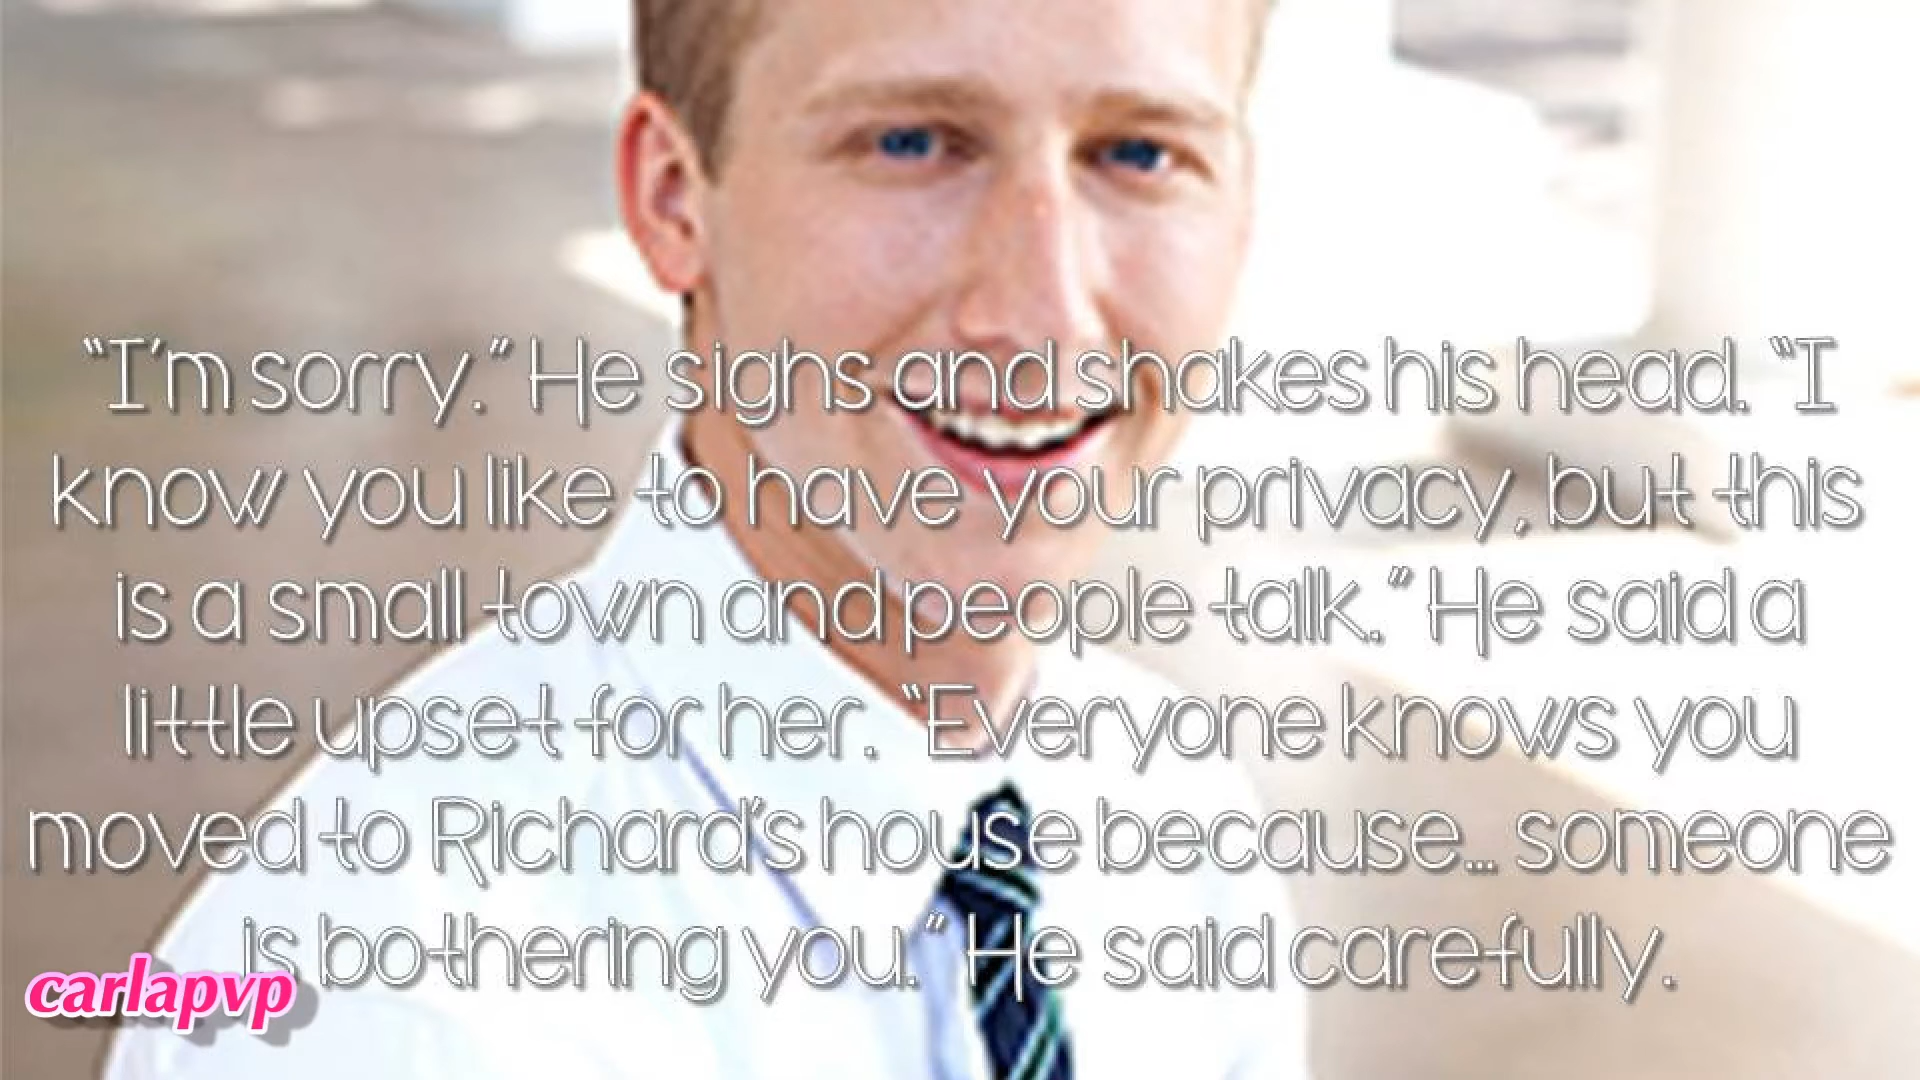 “I'm sorry.” He sighs and shakes his head. “I
know you like to have your privacy, but this
is a small town and people talk.” He said a
little upset for her. “Everyone knows you
moved to Richard's house because... someone
is bothering you.” He said carefully.
carlapvp